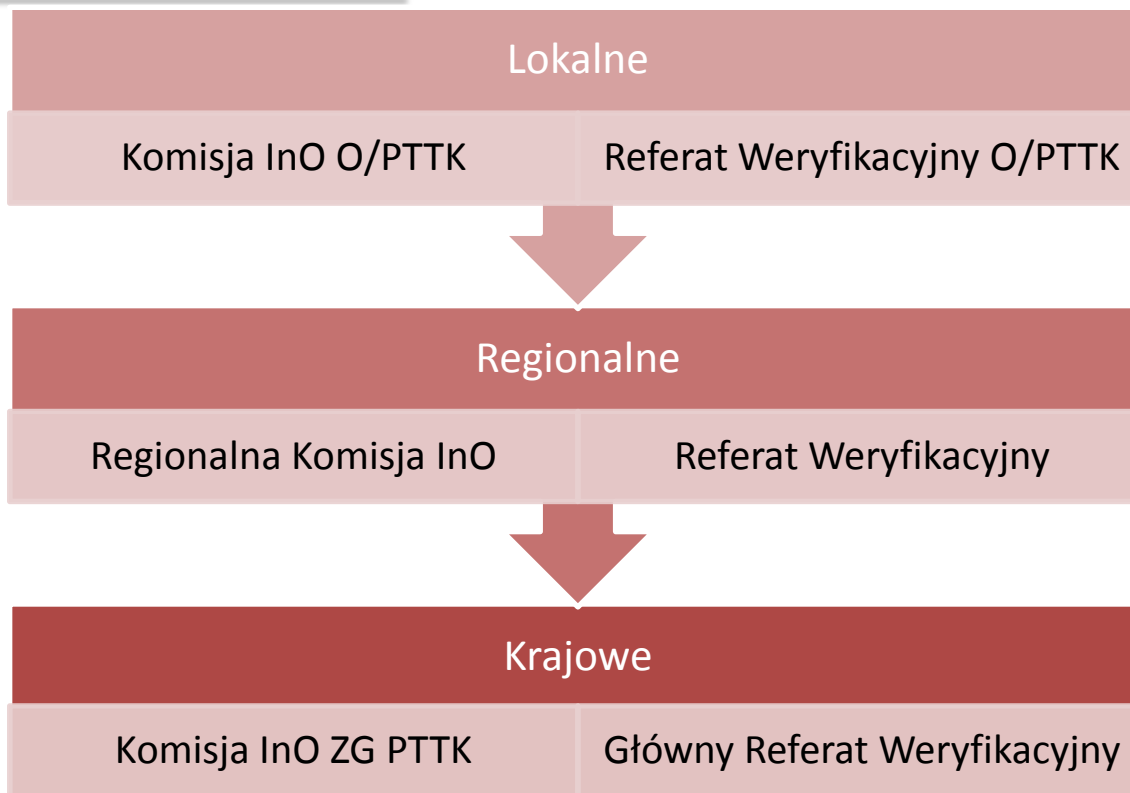 Lokalne
Komisja InO O/PTTK
Referat Weryfikacyjny O/PTTK
Regionalne
Regionalna Komisja InO
Referat Weryfikacyjny
Krajowe
Komisja InO ZG PTTK
Główny Referat Weryfikacyjny